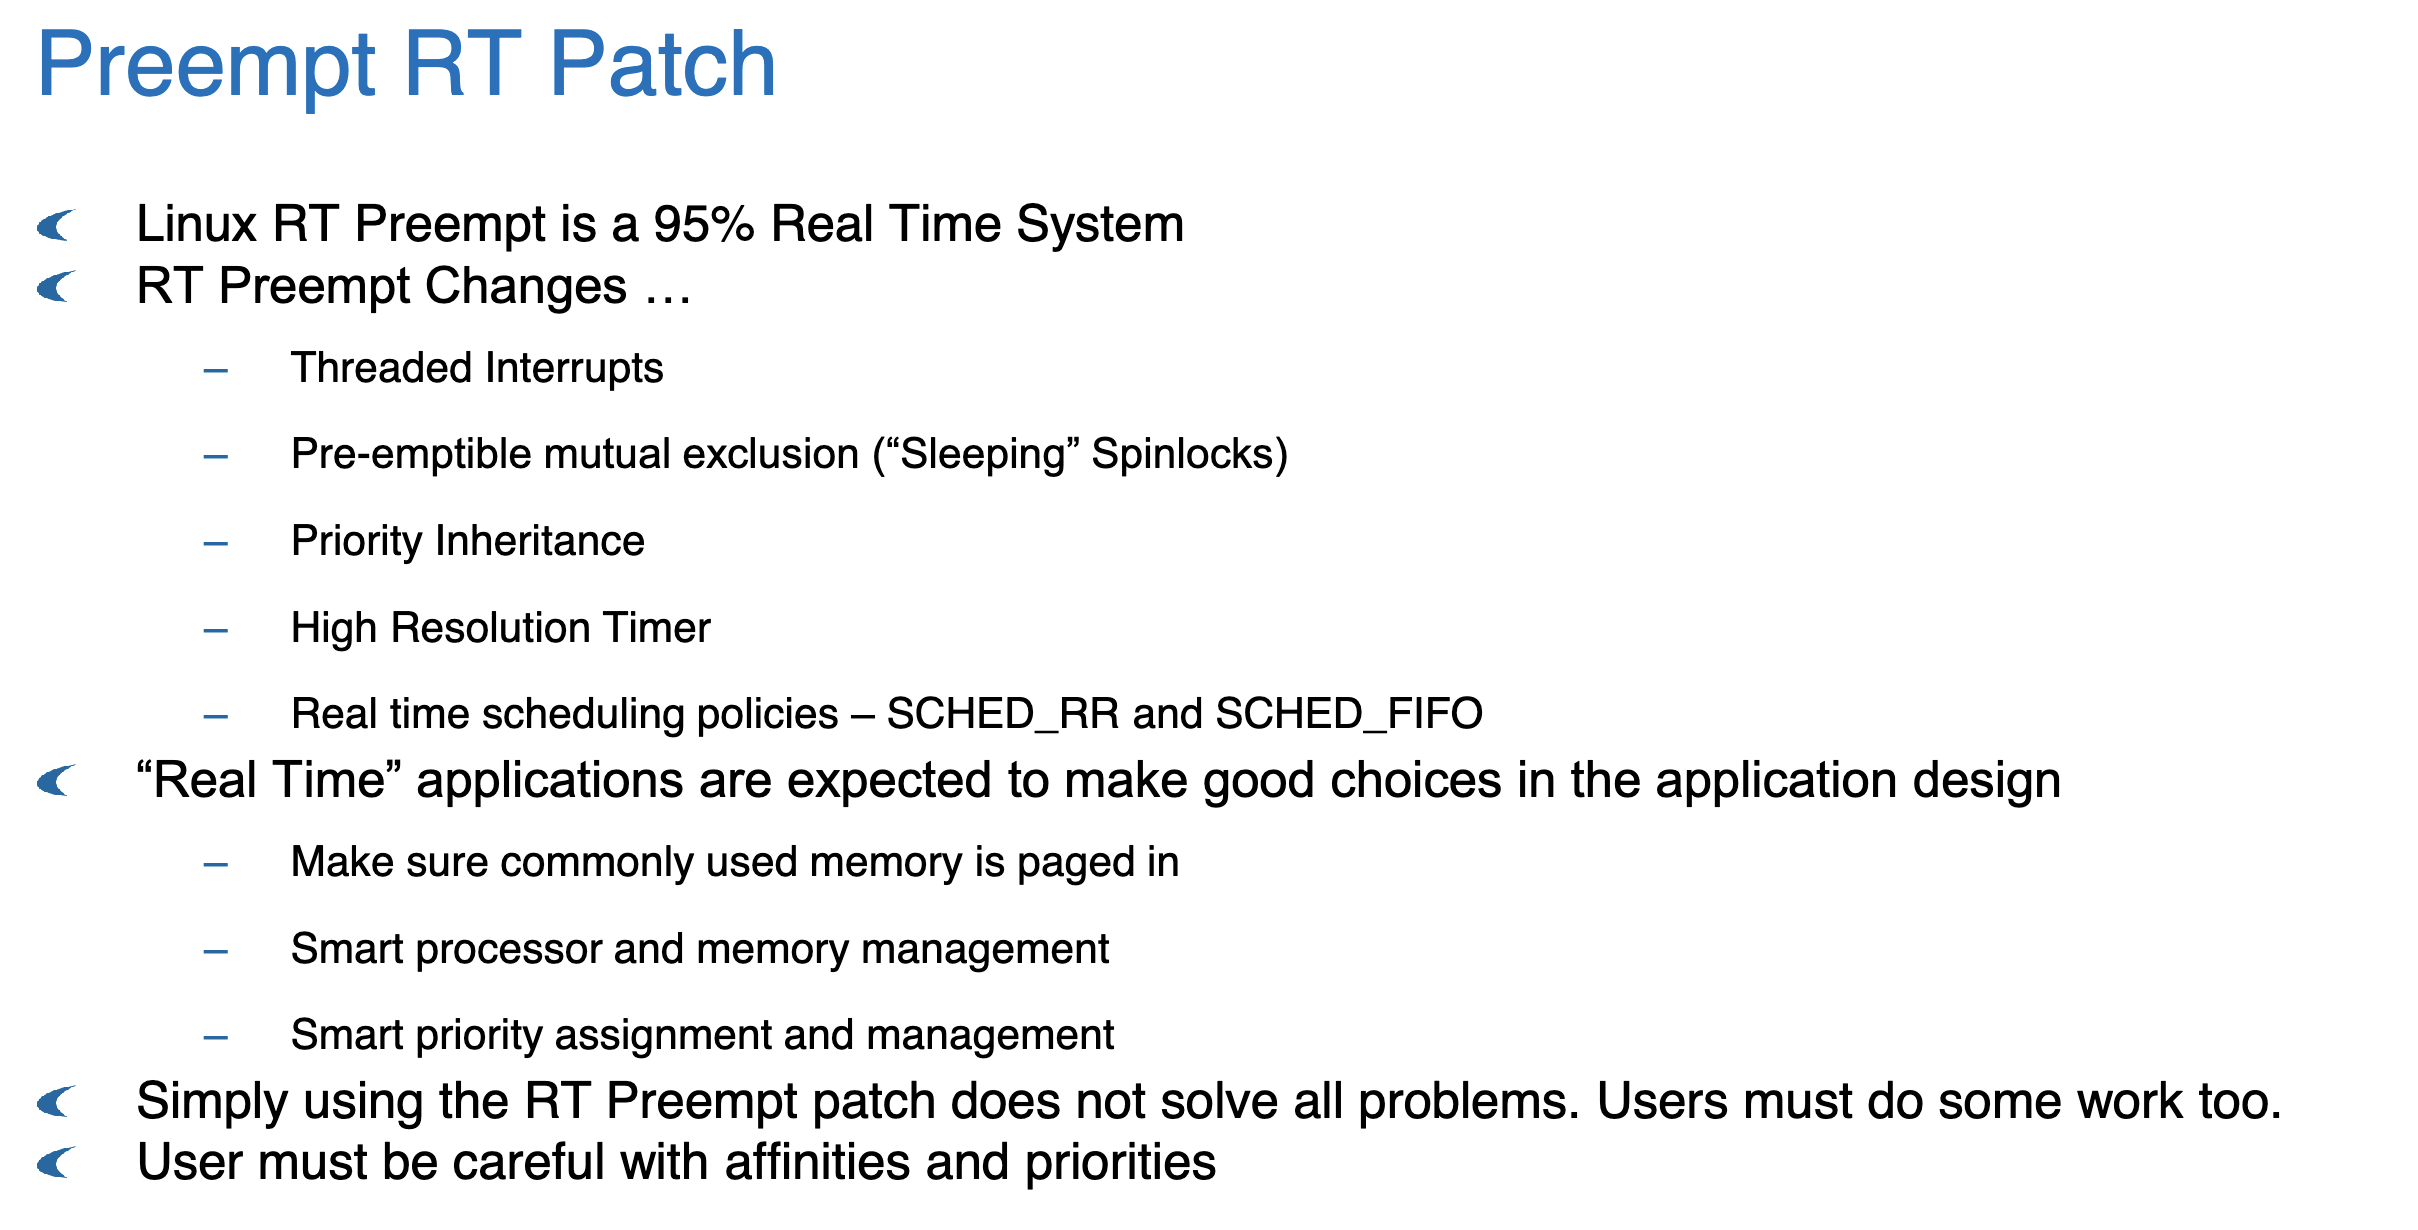 Preempt RT Patch
Linux RT Preempt is a 95% Real Time System
RT Preempt Changes …
– Threaded Interrupts
– Pre-emptible mutual exclusion (“Sleeping” Spinlocks)
– Priority Inheritance
– High Resolution Timer
– Real time scheduling policies – SCHED_RR and SCHED_FIFO
“Real Time” applications are expected to make good choices in the application design
– Make sure commonly used memory is paged in
– Smart processor and memory management
– Smart priority assignment and management
Simply using the RT Preempt patch does not solve all problems. Users must do some work too.
User must be careful with affinities and priorities